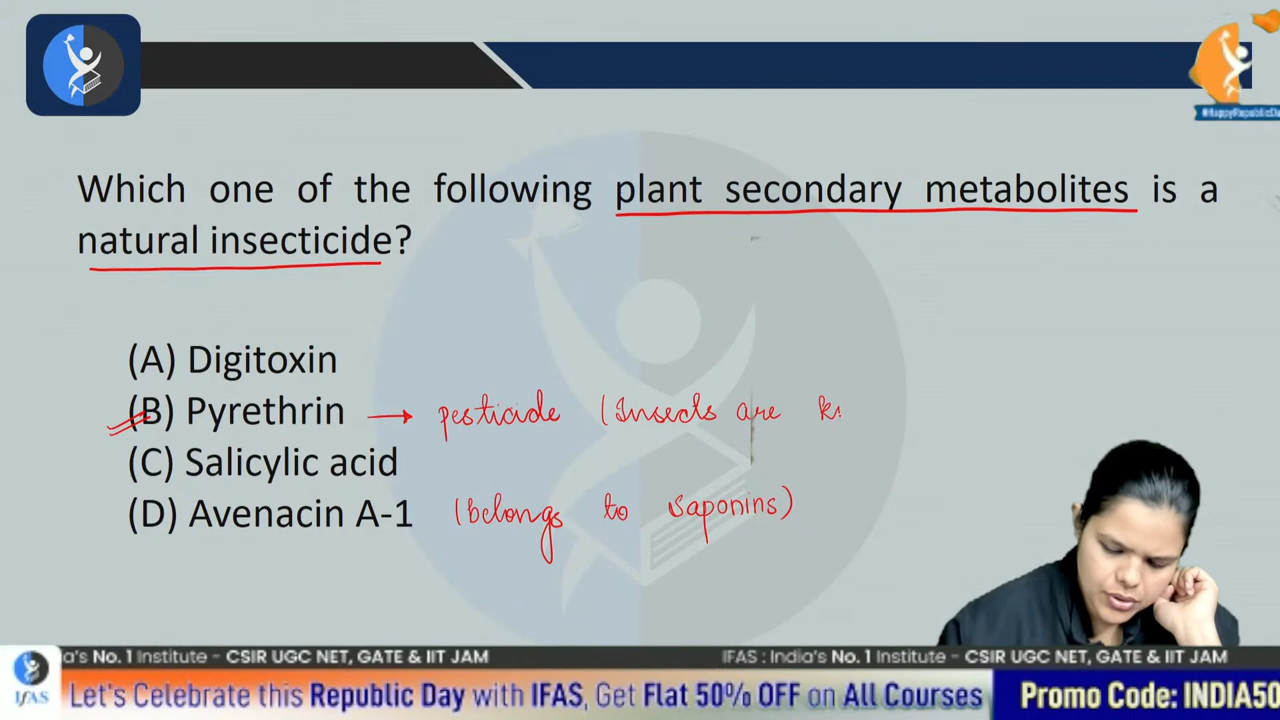 #HappyRepublicDa
Which one of the following plant secondary metabolites is a
natural insecticide?
(A) Digitoxin
(B) Pyrethrin → pesticide (Insects are ki
(C) Salicylic acid
(D) Avenacin A-1 (belongs to saponins)
a's No. 1 Institute - CSIR UGC NET, GATE & IIT JAM IFAS : India's No. 1 Institute - CSIR UGC NET, GATE & IIT JAM
IFAS Let's Celebrate this Republic Day with IFAS, Get Flat 50% OFF on All Courses Promo Code: INDIA50